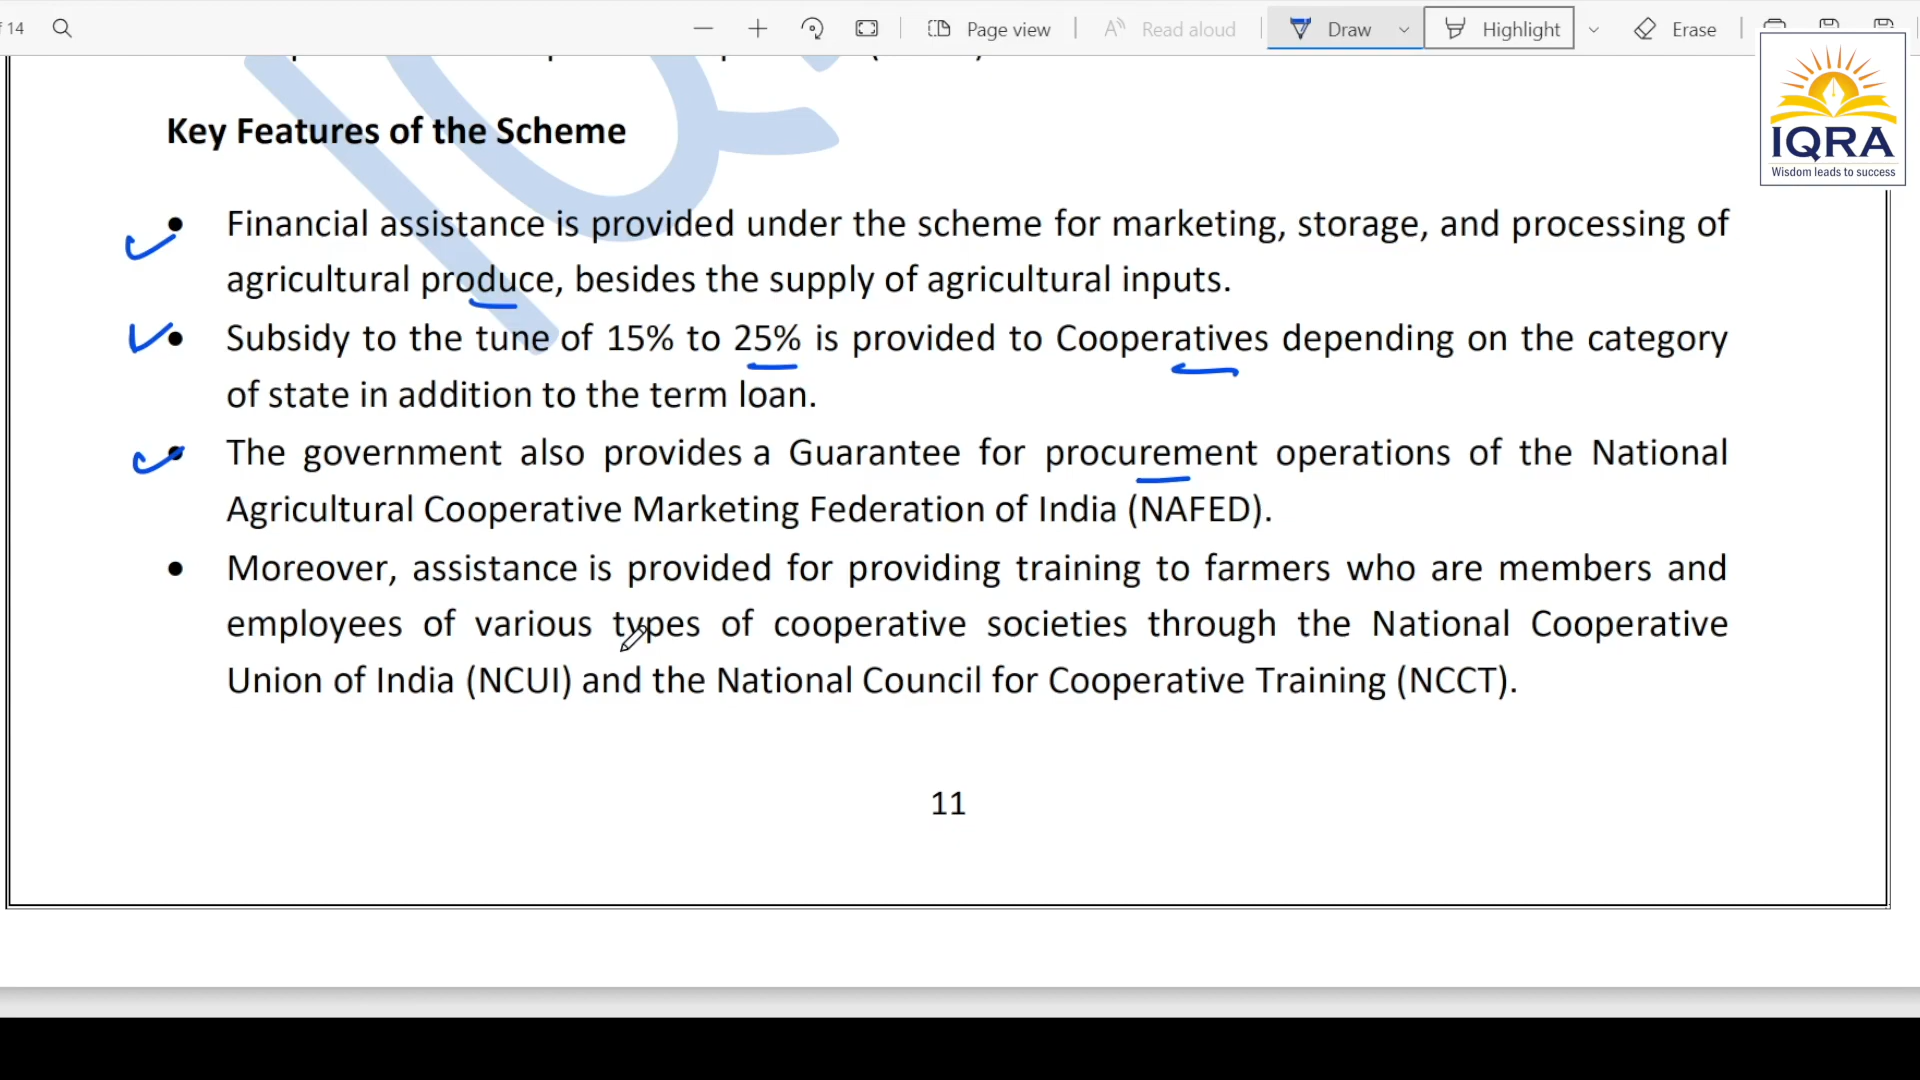 f 14
Page view
Read aloud
Draw
Highlight
Erase
IQRA
Wisdom leads to success
Key Features of the Scheme
• Financial assistance is provided under the scheme for marketing, storage, and processing of
agricultural produce, besides the supply of agricultural inputs.
• Subsidy to the tune of 15% to 25% is provided to Cooperatives depending on the category
of state in addition to the term loan.
• The government also provides a Guarantee for procurement operations of the National
Agricultural Cooperative Marketing Federation of India (NAFED).
• Moreover, assistance is provided for providing training to farmers who are members and
employees of various types of cooperative societies through the National Cooperative
Union of India (NCUI) and the National Council for Cooperative Training (NCCT).
11